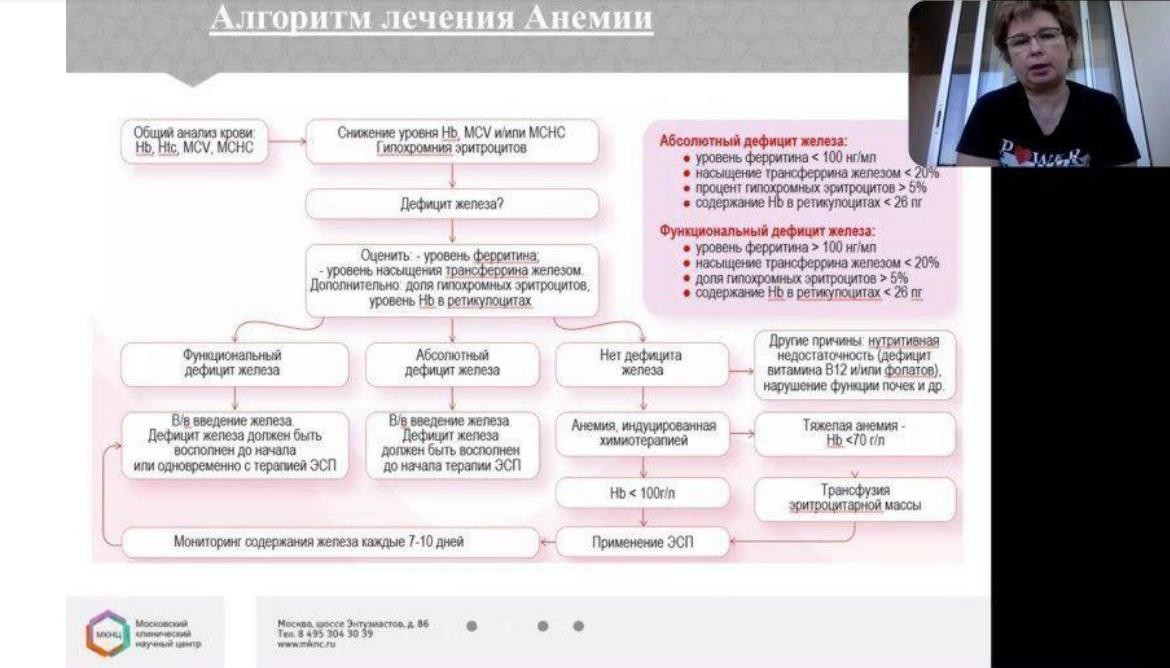 Алгоритм лечения Анемии
Общий анализ крови:
Hb, Htc, MCV, МСНС
Снижение уровня Hb, MCV и/или МСНС
Гипохромния эритроцитов
Дефицит железа?
Оценить: - уровень ферритина;
- уровень насыщения трансферрина железом.
Дополнительно: доля гипохромных эритроцитов,
уровень Hb в ретикулоцитах
Абсолютный дефицит железа:
● уровень ферритина < 100 нг/мл
● насыщение трансферрина железом < 20%
● процент гипохромных эритроцитов > 5%
● содержание Hb в ретикулоцитах < 26 пг
Функциональный дефицит железа:
● уровень ферритина > 100 нг/мл
● насыщение трансферрина железом < 20%
● доля гипохромных эритроцитов > 5%
● содержание Hb в ретикулоцитах < 26 пг
Функциональный
дефицит железа
Абсолютный
дефицит железа
Нет дефицита
железа
Другие причины: нутритивная
недостаточность (дефицит
витамина В12 и/или фолатов),
нарушение функции почек и др.
В/в введение железа.
Дефицит железа должен быть
восполнен до начала
или одновременно с терапией ЭСП
В/в введение железа.
Дефицит железа
должен быть восполнен
до начала терапии ЭСП
Анемия, индуцированная
химиотерапией
Тяжелая анемия -
Hb <70 г/л
Hb < 100г/л
Трансфузия
эритроцитарной массы
Мониторинг содержания железа каждые 7-10 дней
Применение ЭСП
МКНЦ
Московский
клинический
научный центр
Москва, шоссе Энтузиастов, д. 86
Тел. 8 495 304 30 39
www.mknc.ru
POWER